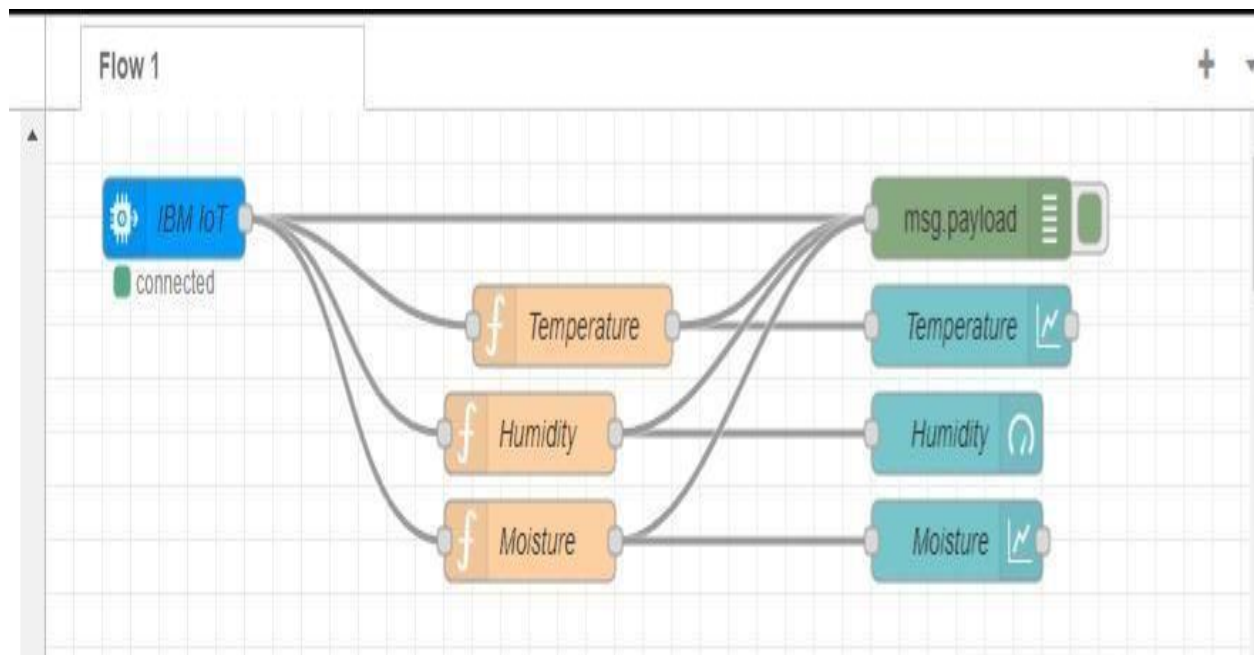 Flow 1
IBM IoT
msg.payload
connected
Temperature
Temperature
Humidity
Humidity
Moisture
Moisture